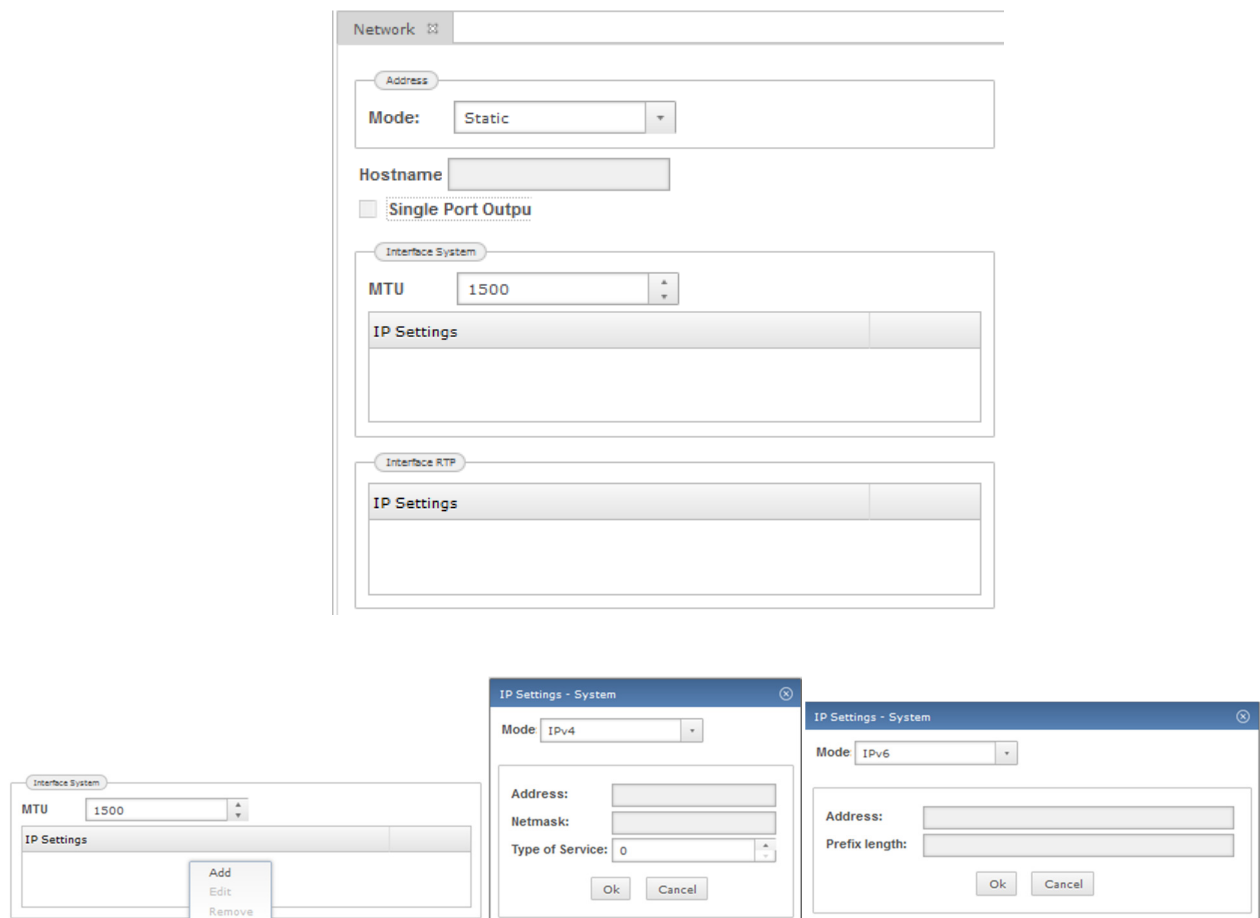 Network
Address
Mode: Static
Hostname
Single Port Outpu
Interface System
MTU 1500
IP Settings
Interface RTP
IP Settings
Interface System
MTU 1500
IP Settings
Add
Edit
Remove
IP Settings - System
Mode IPv4
Address:
Netmask:
Type of Service: 0
Ok Cancel
IP Settings - System
Mode IPv6
Address:
Prefix length:
Ok Cancel